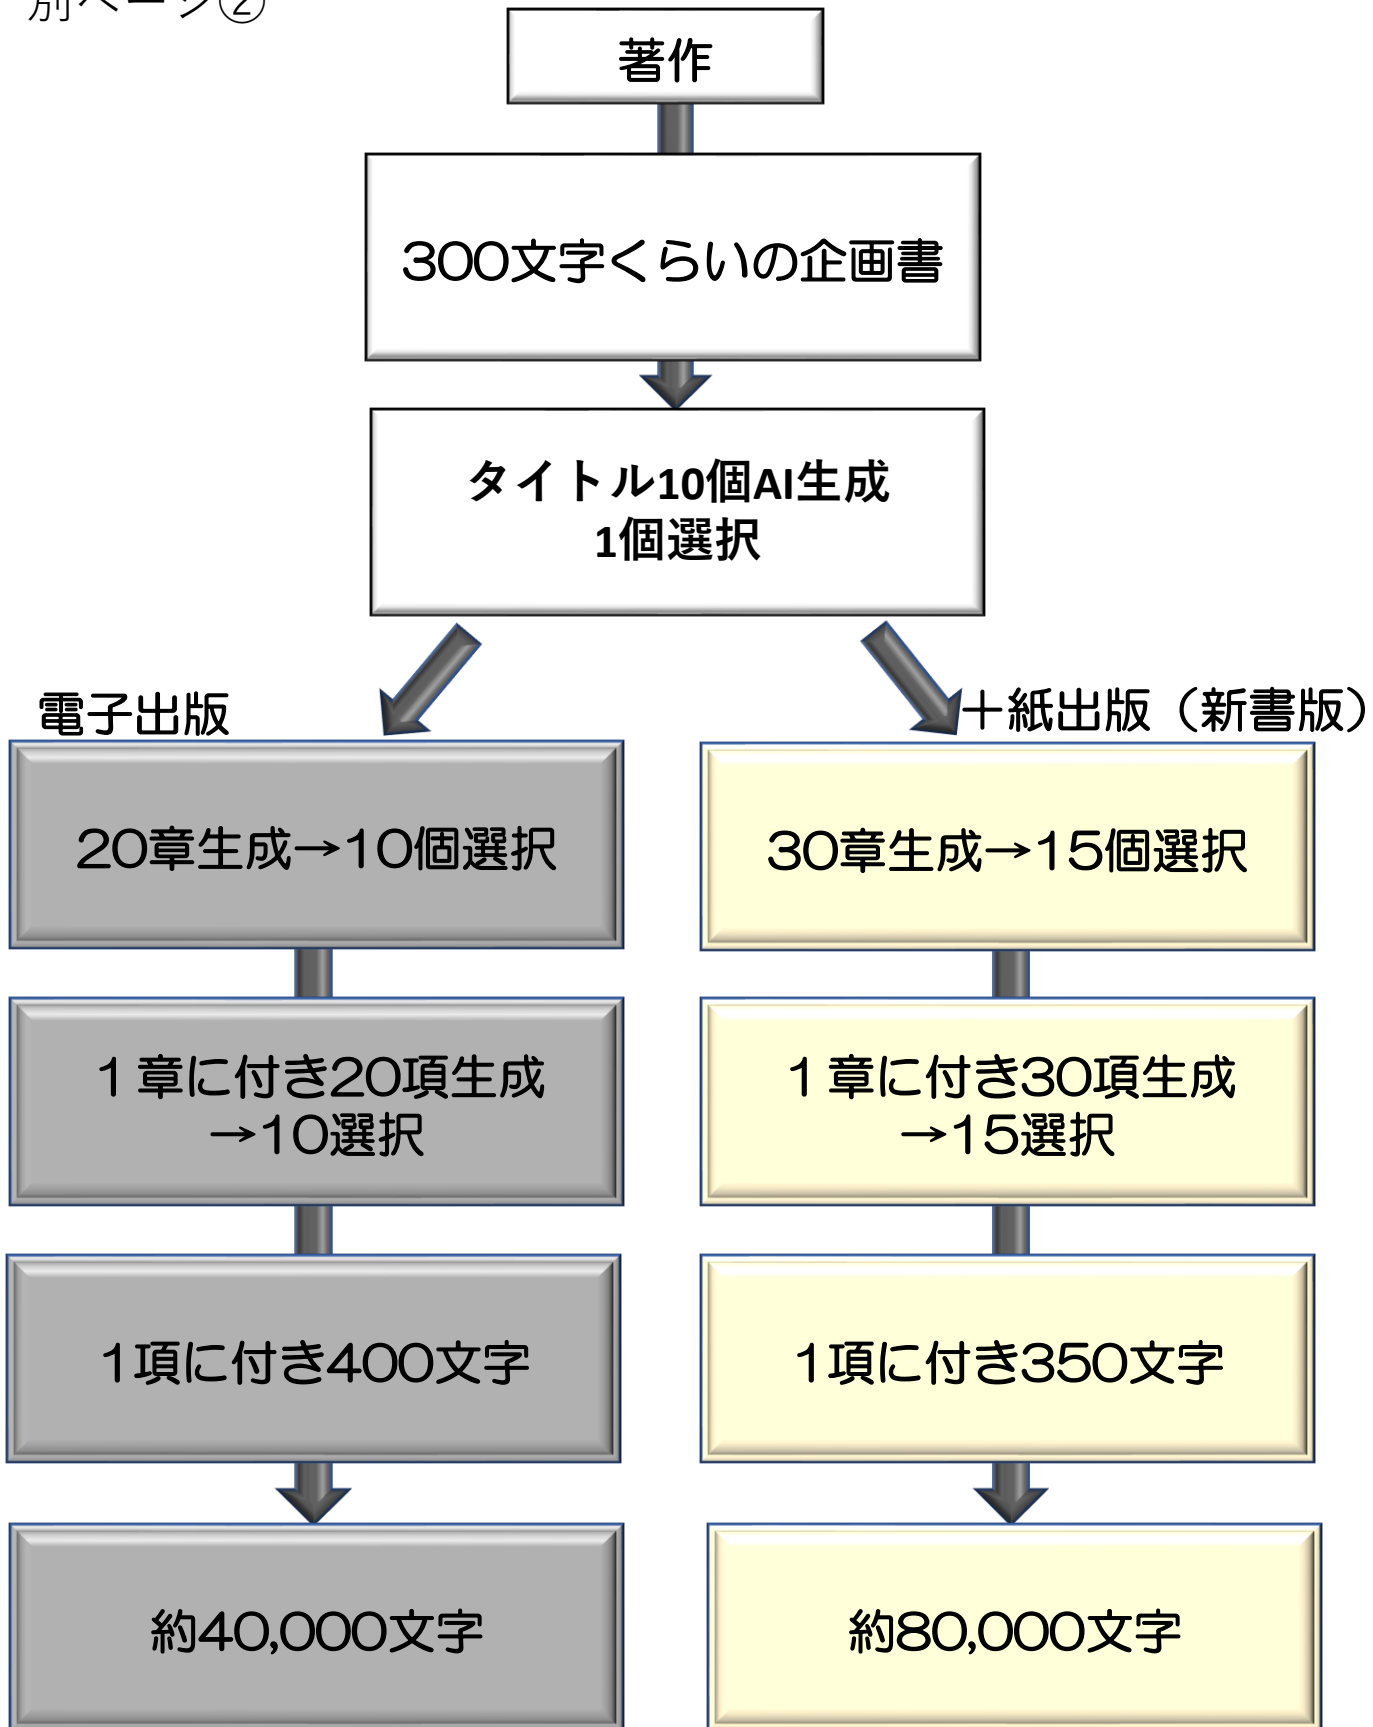 別ページ②
著作
300文字くらいの企画書
タイトル10個AI生成
1個選択
電子出版
20章生成→10個選択
1章に付き20項生成
→10選択
1項に付き400文字
約40,000文字
＋紙出版（新書版）
30章生成→15個選択
1章に付き30項生成
→15選択
1項に付き350文字
約80,000文字